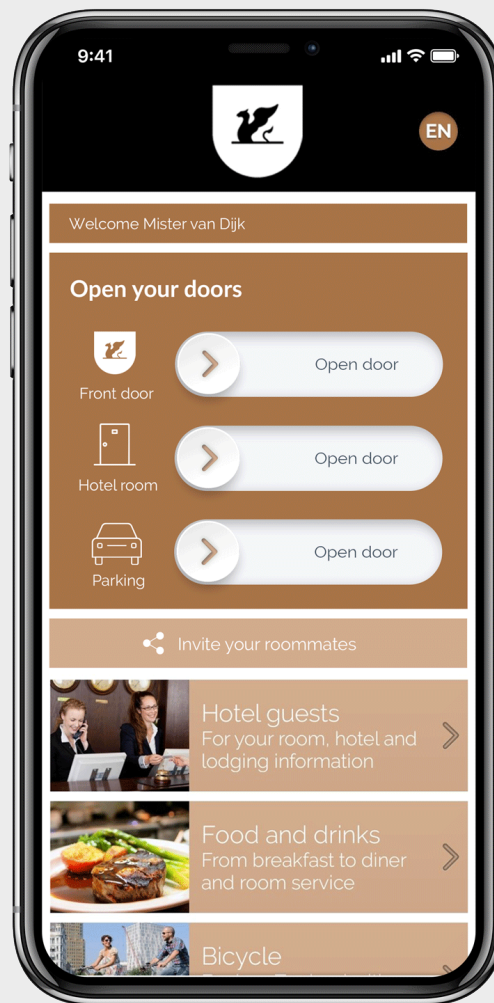 9:41
EN
Welcome Mister van Dijk
Open your doors
Front door
Open door
Hotel room
Open door
Parking
Open door
Invite your roommates
Hotel guests
For your room, hotel and
lodging information
Food and drinks
From breakfast to diner
and room service
Bicycle